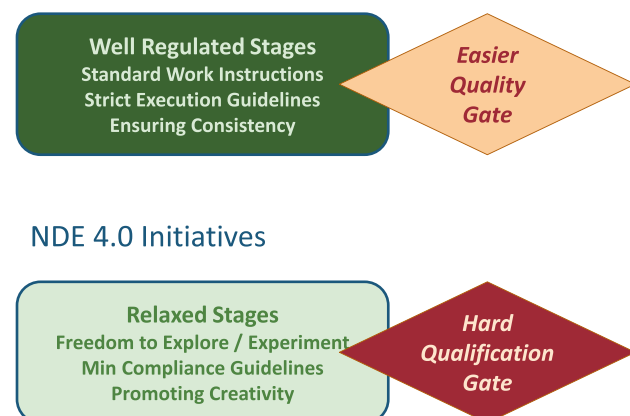 Well Regulated Stages
Standard Work Instructions
Strict Execution Guidelines
Ensuring Consistency
Easier
Quality
Gate
NDE 4.0 Initiatives
Relaxed Stages
Freedom to Explore / Experiment
Min Compliance Guidelines
Promoting Creativity
Hard
Qualification
Gate